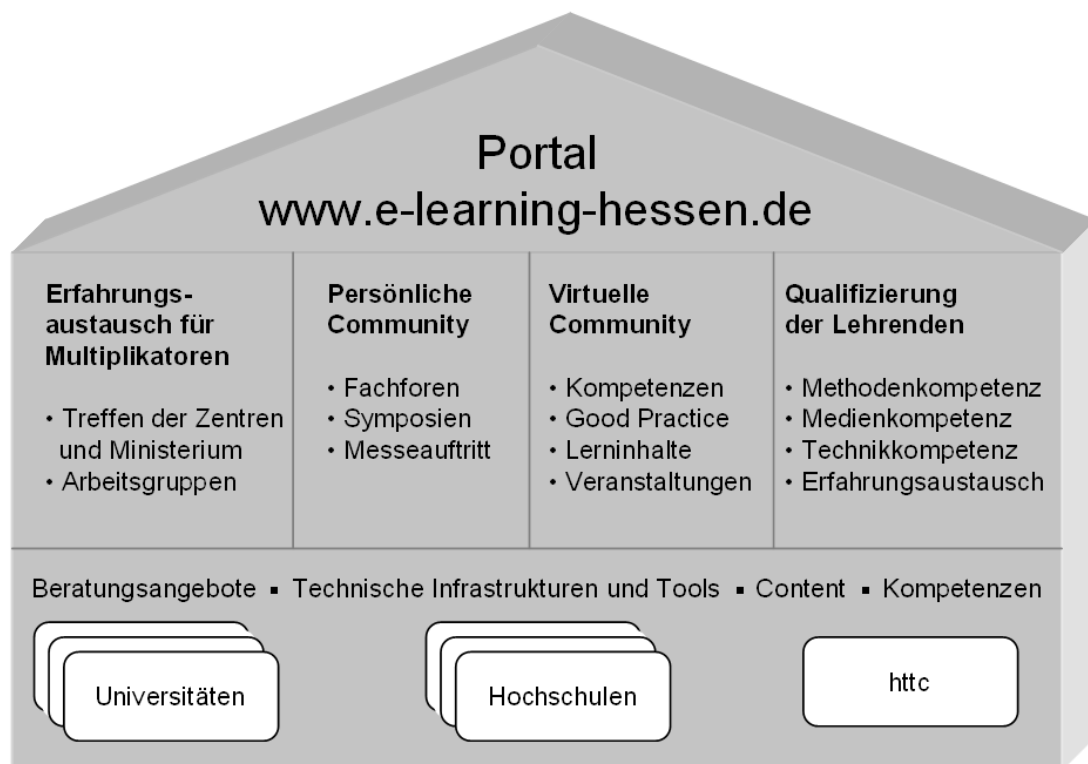 Portal
www.e-learning-hessen.de
Erfahrungs-
austausch für
Multiplikatoren
• Treffen der Zentren
und Ministerium
• Arbeitsgruppen
Persönliche
Community
• Fachforen
• Symposien
• Messeauftritt
Virtuelle
Community
• Kompetenzen
• Good Practice
• Lerninhalte
• Veranstaltungen
Qualifizierung
der Lehrenden
• Methodenkompetenz
• Medienkompetenz
• Technikkompetenz
• Erfahrungsaustausch
Beratungsangebote ▪ Technische Infrastrukturen und Tools ▪ Content ▪ Kompetenzen
Universitäten
Hochschulen
httc